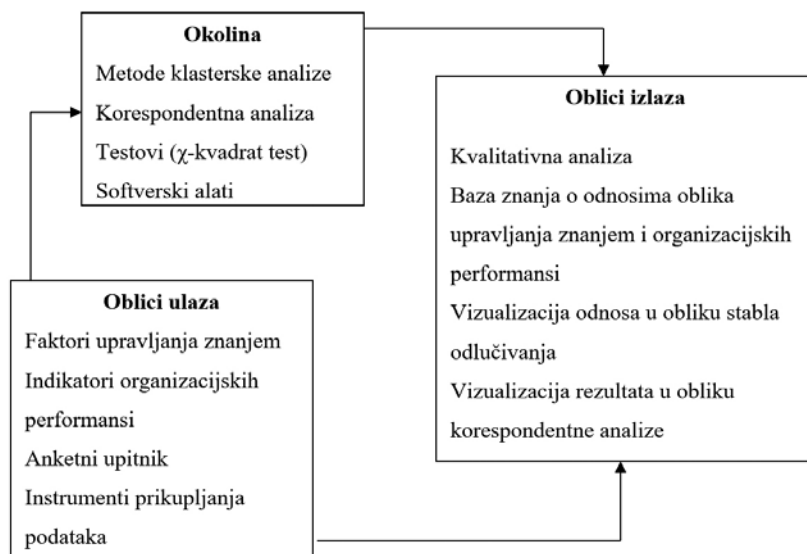 Okolina
Metode klasterske analize
Korespondentna analiza
Testovi (χ-kvadrat test)
Softverski alati
Oblici ulaza
Faktori upravljanja znanjem
Indikatori organizacijskih
performansi
Anketni upitnik
Instrumenti prikupljanja
podataka
Oblici izlaza
Kvalitativna analiza
Baza znanja o odnosima oblika
upravljanja znanjem i organizacijskih
performansi
Vizualizacija odnosa u obliku stabla
odlučivanja
Vizualizacija rezultata u obliku
korespondentne analize